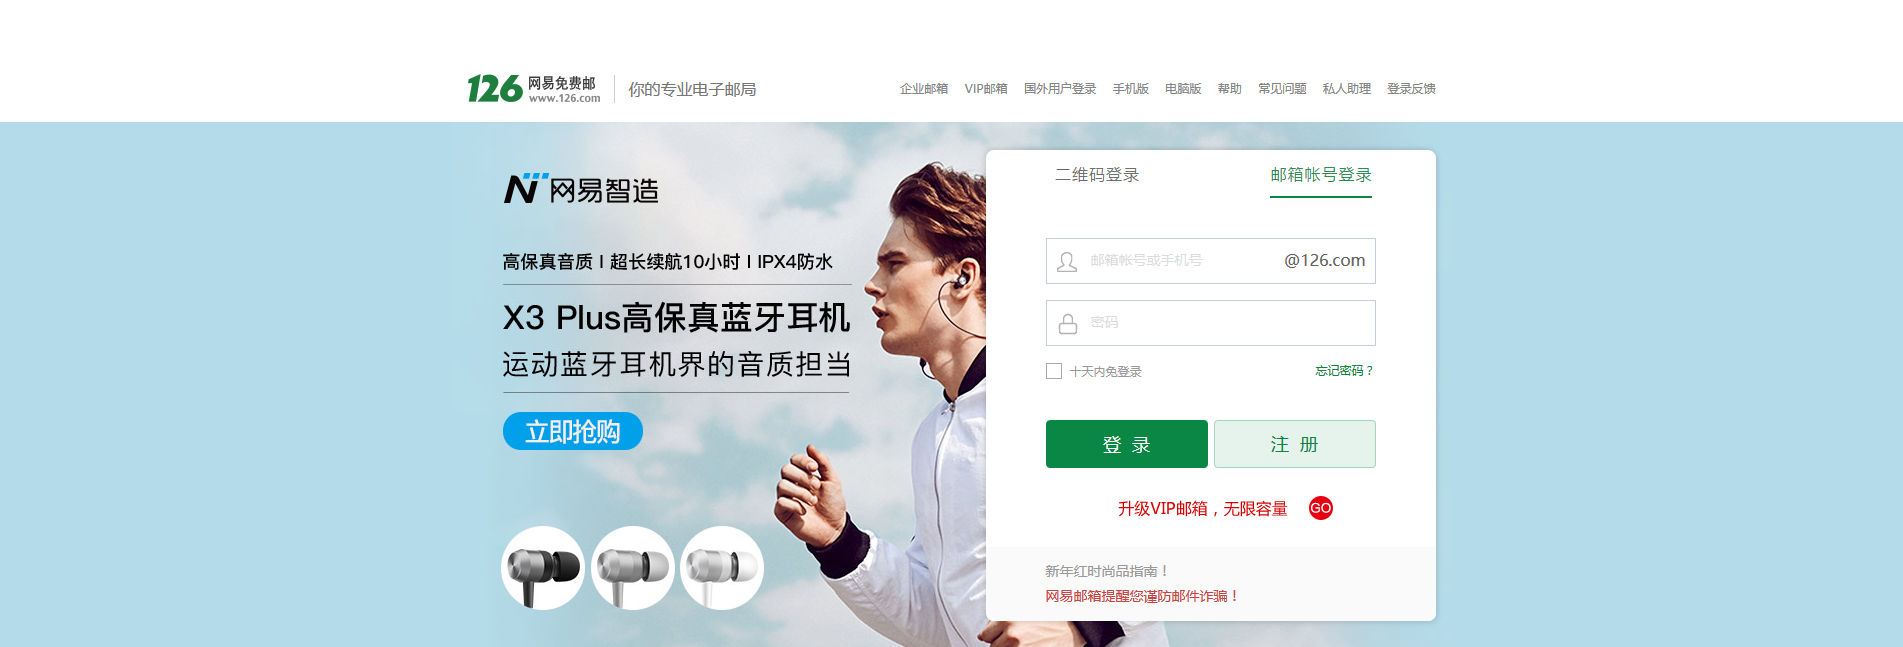 126 网易免费邮
www.126.com
你的专业电子邮局
企业邮箱 VIP邮箱 国外用户登录 手机版 电脑版 帮助 常见问题 私人助理 登录反馈
网易智造
高保真音质 I 超长续航10小时 I IPX4防水
X3 Plus高保真蓝牙耳机
运动蓝牙耳机界的音质担当
立即抢购
二维码登录 邮箱帐号登录
邮箱帐号或手机号 @126.com
密码
十天内免登录 忘记密码？
登 录 注 册
升级VIP邮箱，无限容量 GO
新年红时尚品指南！
网易邮箱提醒您谨防邮件诈骗！